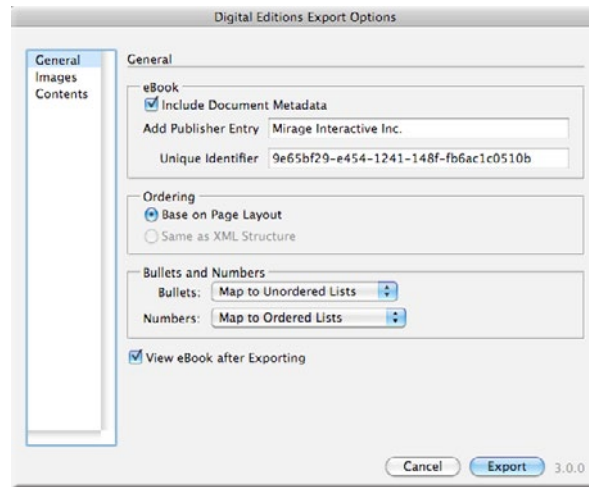 Digital Editions Export Options
General
Images
Contents
General
eBook
Include Document Metadata
Add Publisher Entry Mirage Interactive Inc.
Unique Identifier 9e65bf29-e454-1241-148f-fb6ac1c0510b
Ordering
Base on Page Layout
Same as XML Structure
Bullets and Numbers
Bullets: Map to Unordered Lists
Numbers: Map to Ordered Lists
View eBook after Exporting
Cancel Export 3.0.0